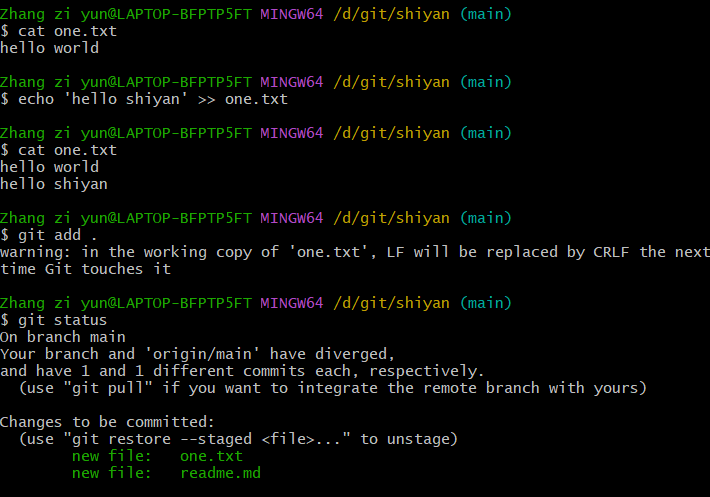 Zhang zi yun@LAPTOP-BFPTP5FT MINGW64 /d/git/shiyan (main)
$ cat one.txt
hello world
Zhang zi yun@LAPTOP-BFPTP5FT MINGW64 /d/git/shiyan (main)
$ echo 'hello shiyan' >> one.txt
Zhang zi yun@LAPTOP-BFPTP5FT MINGW64 /d/git/shiyan (main)
$ cat one.txt
hello world
hello shiyan
Zhang zi yun@LAPTOP-BFPTP5FT MINGW64 /d/git/shiyan (main)
$ git add .
warning: in the working copy of 'one.txt', LF will be replaced by CRLF the next
time Git touches it
Zhang zi yun@LAPTOP-BFPTP5FT MINGW64 /d/git/shiyan (main)
$ git status
On branch main
Your branch and 'origin/main' have diverged,
and have 1 and 1 different commits each, respectively.
  (use "git pull" if you want to integrate the remote branch with yours)
Changes to be committed:
  (use "git restore --staged <file>..." to unstage)
        new file:   one.txt
        new file:   readme.md